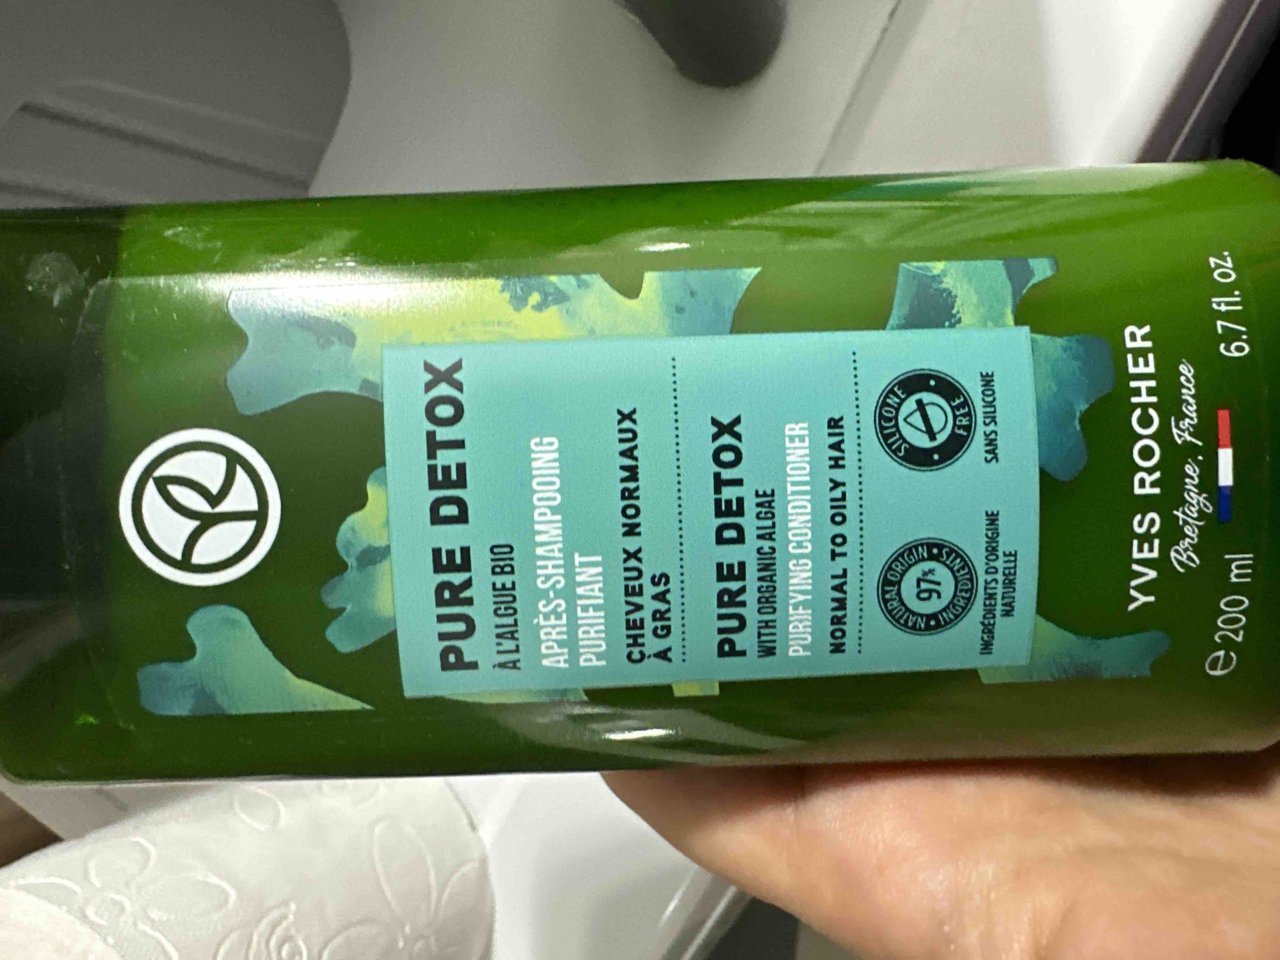 PURE DETOX
À L'ALGUE BIO
APRÈS-SHAMPOOING
PURIFIANT
CHEVEUX NORMAUX
À GRAS
PURE DETOX
WITH ORGANIC ALGAE
PURIFYING CONDITIONER
NORMAL TO OILY HAIR
• NATURAL ORIGIN • INGREDIENTS
97%
INGRÉDIENTS D'ORIGINE
NATURELLE
SILICONE
FREE
SANS SILICONE
YVES ROCHER
Bretagne, France
℮ 200 ml 6.7 fl. oz.